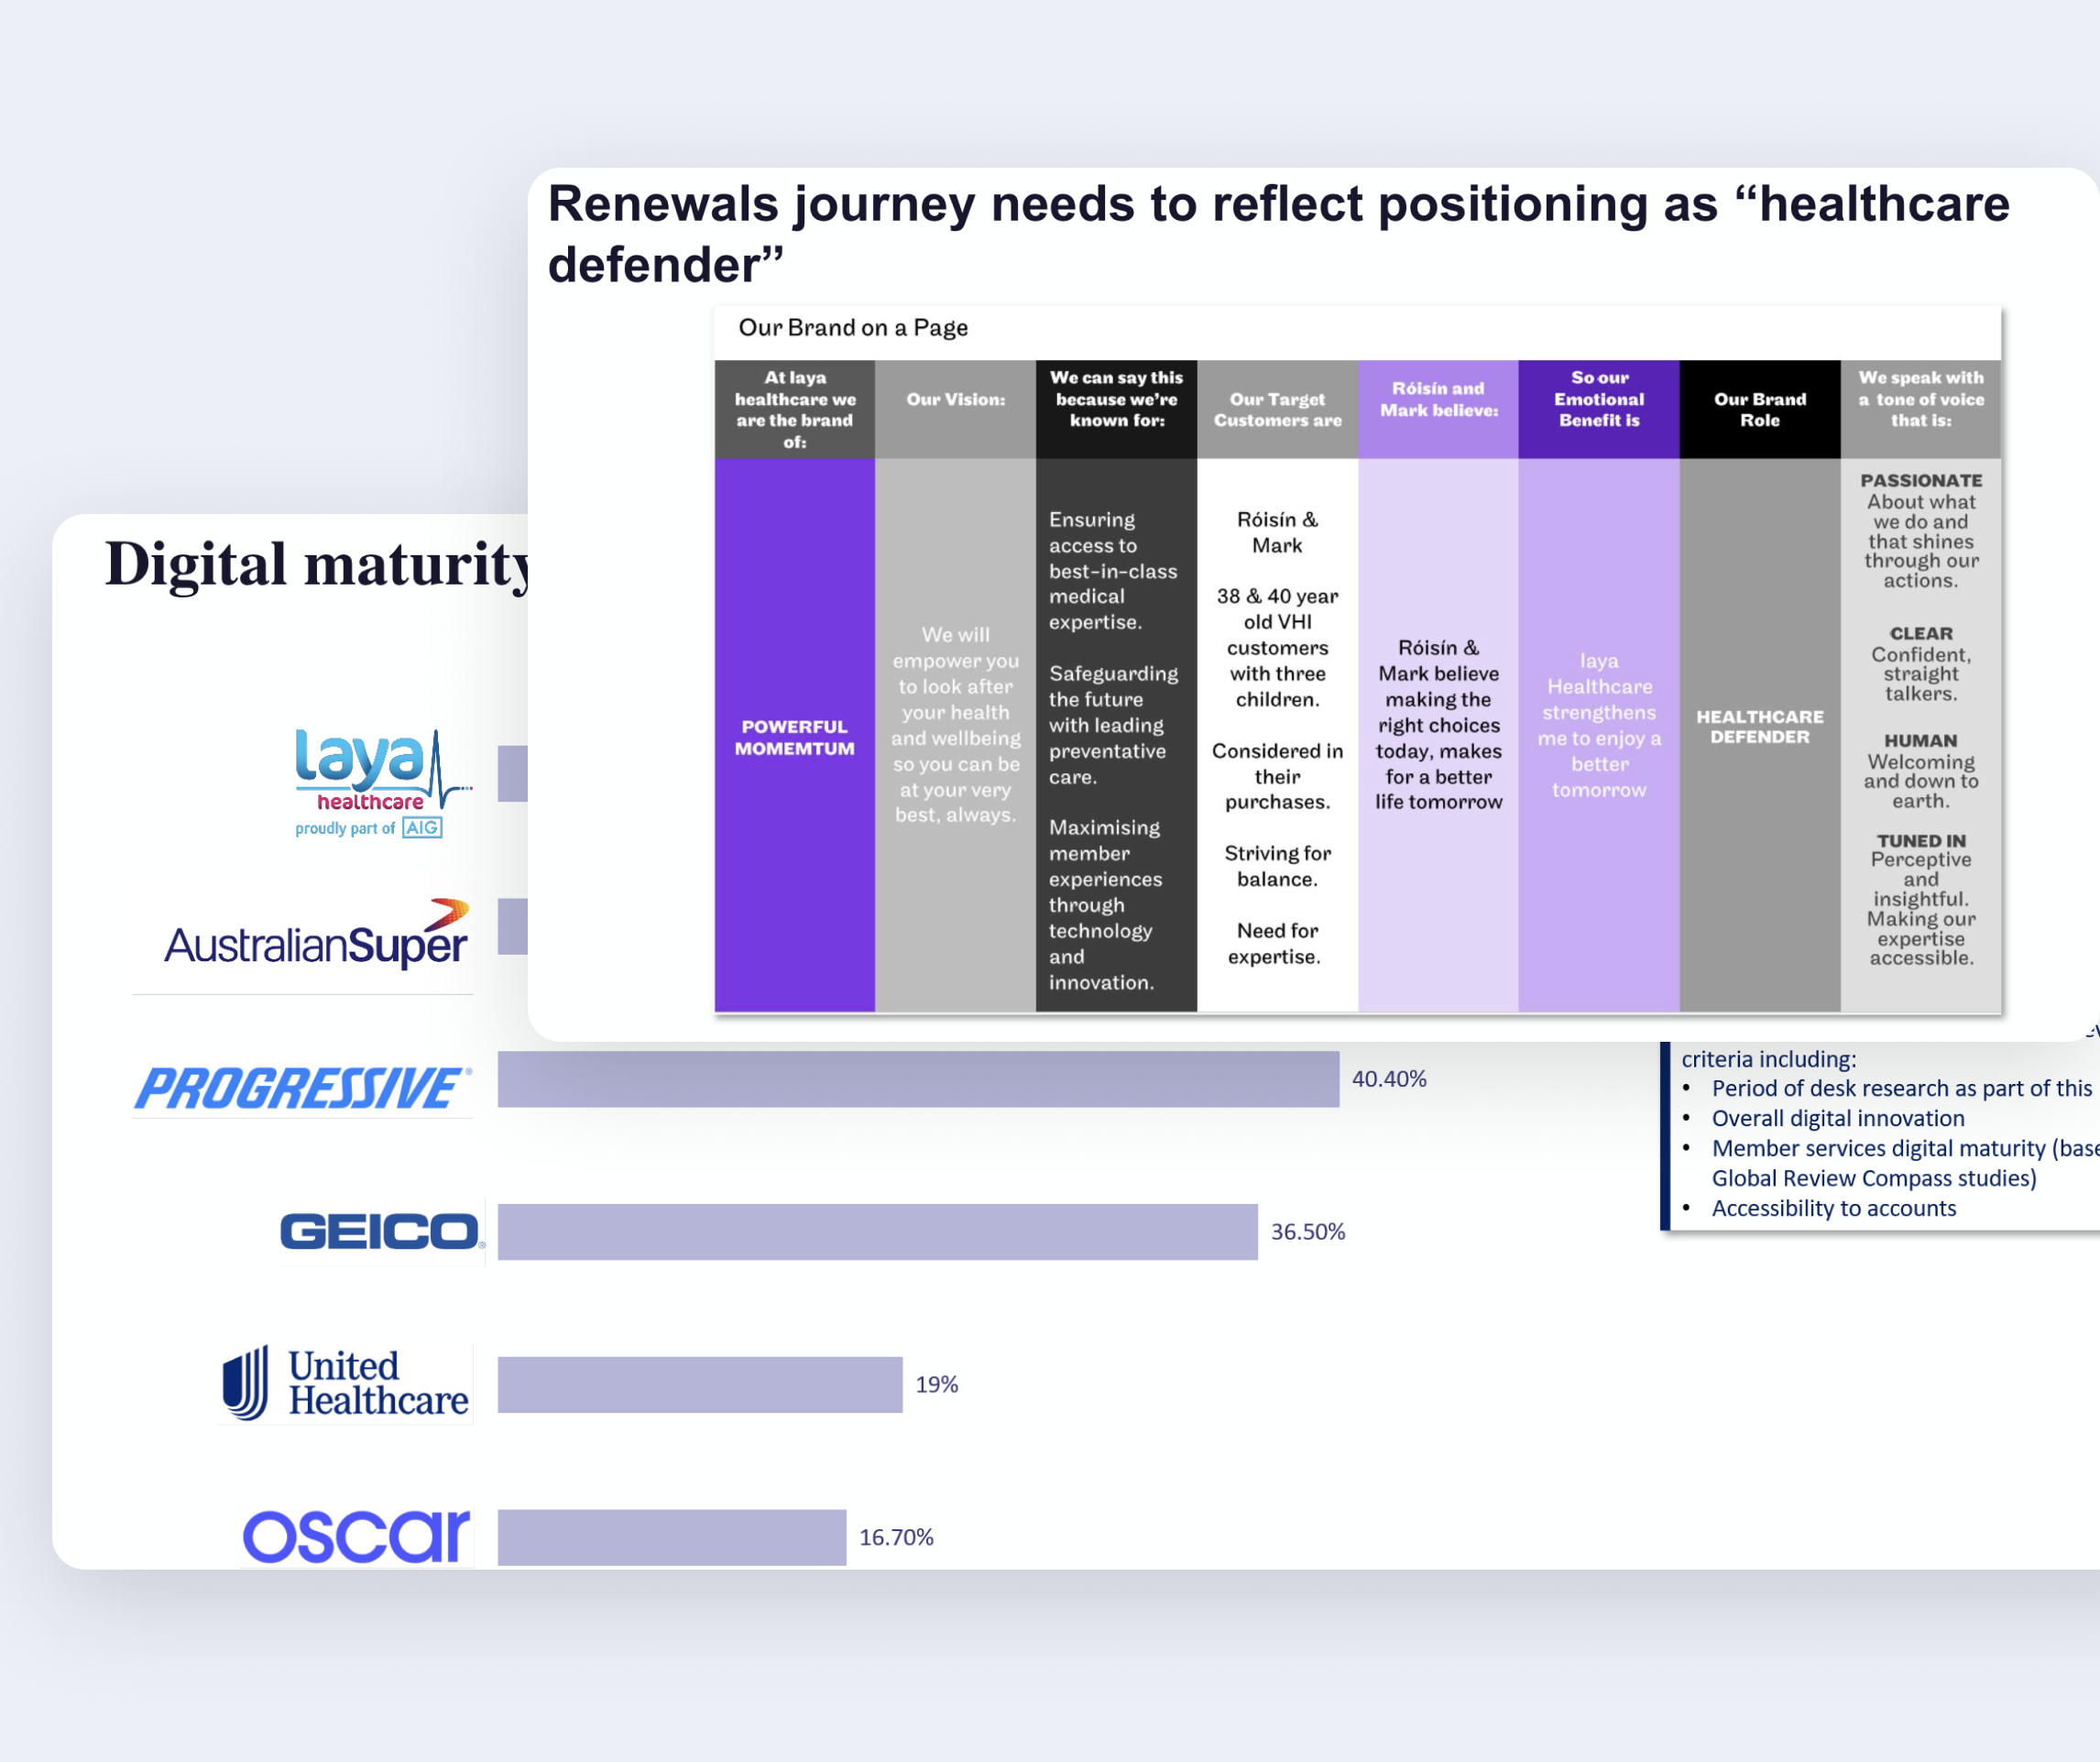 Renewals journey needs to reflect positioning as “healthcare
defender”
Our Brand on a Page
At laya
healthcare we
are the brand
of:
POWERFUL
MOMEMTUM
Our Vision:
We will
empower you
to look after
your health
and wellbeing
so you can be
at your very
best, always.
We can say this
because we’re
known for:
Ensuring
access to
best-in-class
medical
expertise.
Safeguarding
the future
with leading
preventative
care.
Maximising
member
experiences
through
technology
and
innovation.
Our Target
Customers are
Róisín &
Mark
38 & 40 year
old VHI
customers
with three
children.
Considered in
their
purchases.
Striving for
balance.
Need for
expertise.
Róisín and
Mark believe:
Róisín &
Mark believe
making the
right choices
today, makes
for a better
life tomorrow
So our
Emotional
Benefit is
laya
Healthcare
strengthens
me to enjoy a
better
tomorrow
Our Brand
Role
HEALTHCARE
DEFENDER
We speak with
a tone of voice
that is:
PASSIONATE
About what
we do and
that shines
through our
actions.
CLEAR
Confident,
straight
talkers.
HUMAN
Welcoming
and down to
earth.
TUNED IN
Perceptive
and
insightful.
Making our
expertise
accessible.
Digital maturity
laya
healthcare
proudly part of AIG
AustralianSuper
PROGRESSIVE®
40.40%
GEICO®
36.50%
United
Healthcare
19%
oscar
16.70%
criteria including:
• Period of desk research as part of this
• Overall digital innovation
• Member services digital maturity
Global Review Compass studies)
• Accessibility to accounts